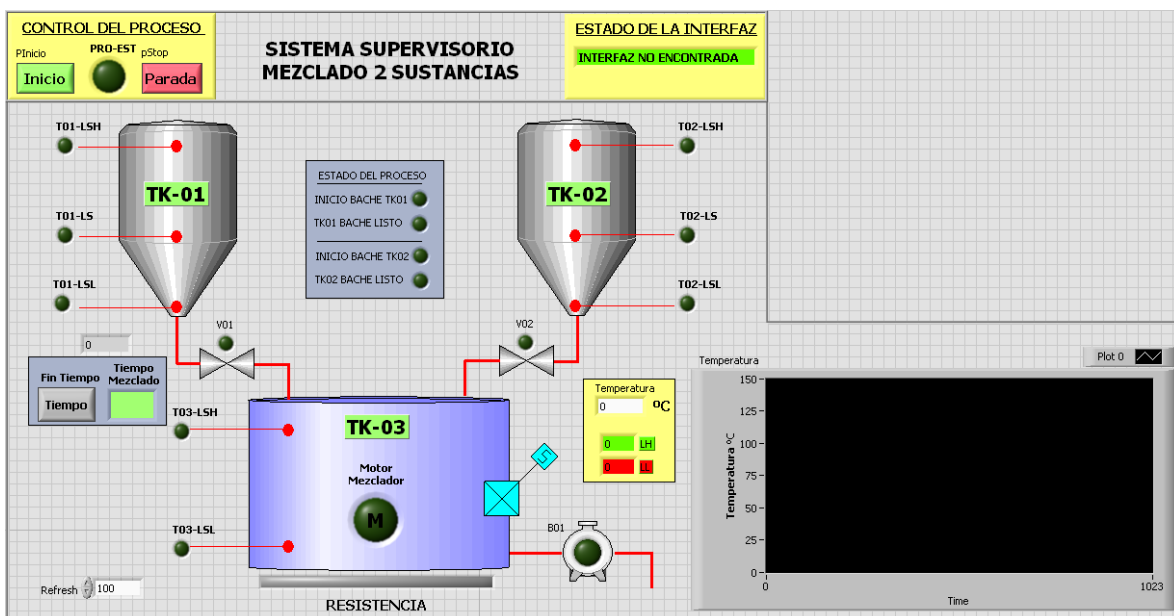 CONTROL DEL PROCESO
PInicio
PRO-EST
pStop
Inicio
Parada
SISTEMA SUPERVISORIO
MEZCLADO 2 SUSTANCIAS
ESTADO DE LA INTERFAZ
INTERFAZ NO ENCONTRADA
T01-LSH
TK-01
T01-LS
T01-LSL
ESTADO DEL PROCESO
INICIO BACHE TK01
TK01 BACHE LISTO
INICIO BACHE TK02
TK02 BACHE LISTO
T02-LSH
TK-02
T02-LS
T02-LSL
V01
V02
0
Fin Tiempo
Tiempo
Tiempo
Mezclado
T03-LSH
TK-03
Motor
Mezclador
M
S
T03-LSL
B01
Temperatura
0
ºC
0
LH
0
LL
Refresh
100
RESISTENCIA
Temperatura
Plot 0
Temperatura ºC
150
125
100
75
50
25
0
0
1023
Time